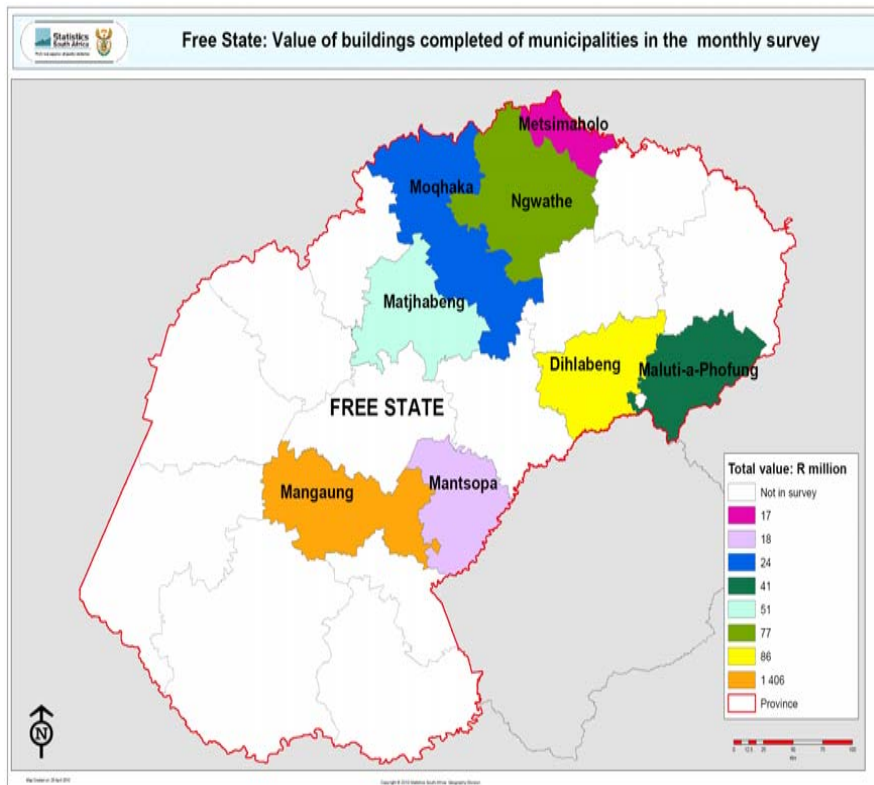 Statistics
South Africa
Free State: Value of buildings completed of municipalities in the monthly survey
Metsimaholo
Moqhaka
Ngwathe
Matjhabeng
Dihlabeng
Maluti-a-Phofung
FREE STATE
Mangaung
Mantsopa
Total value: R million
Not in survey
17
18
24
41
51
77
86
1 406
Province
N